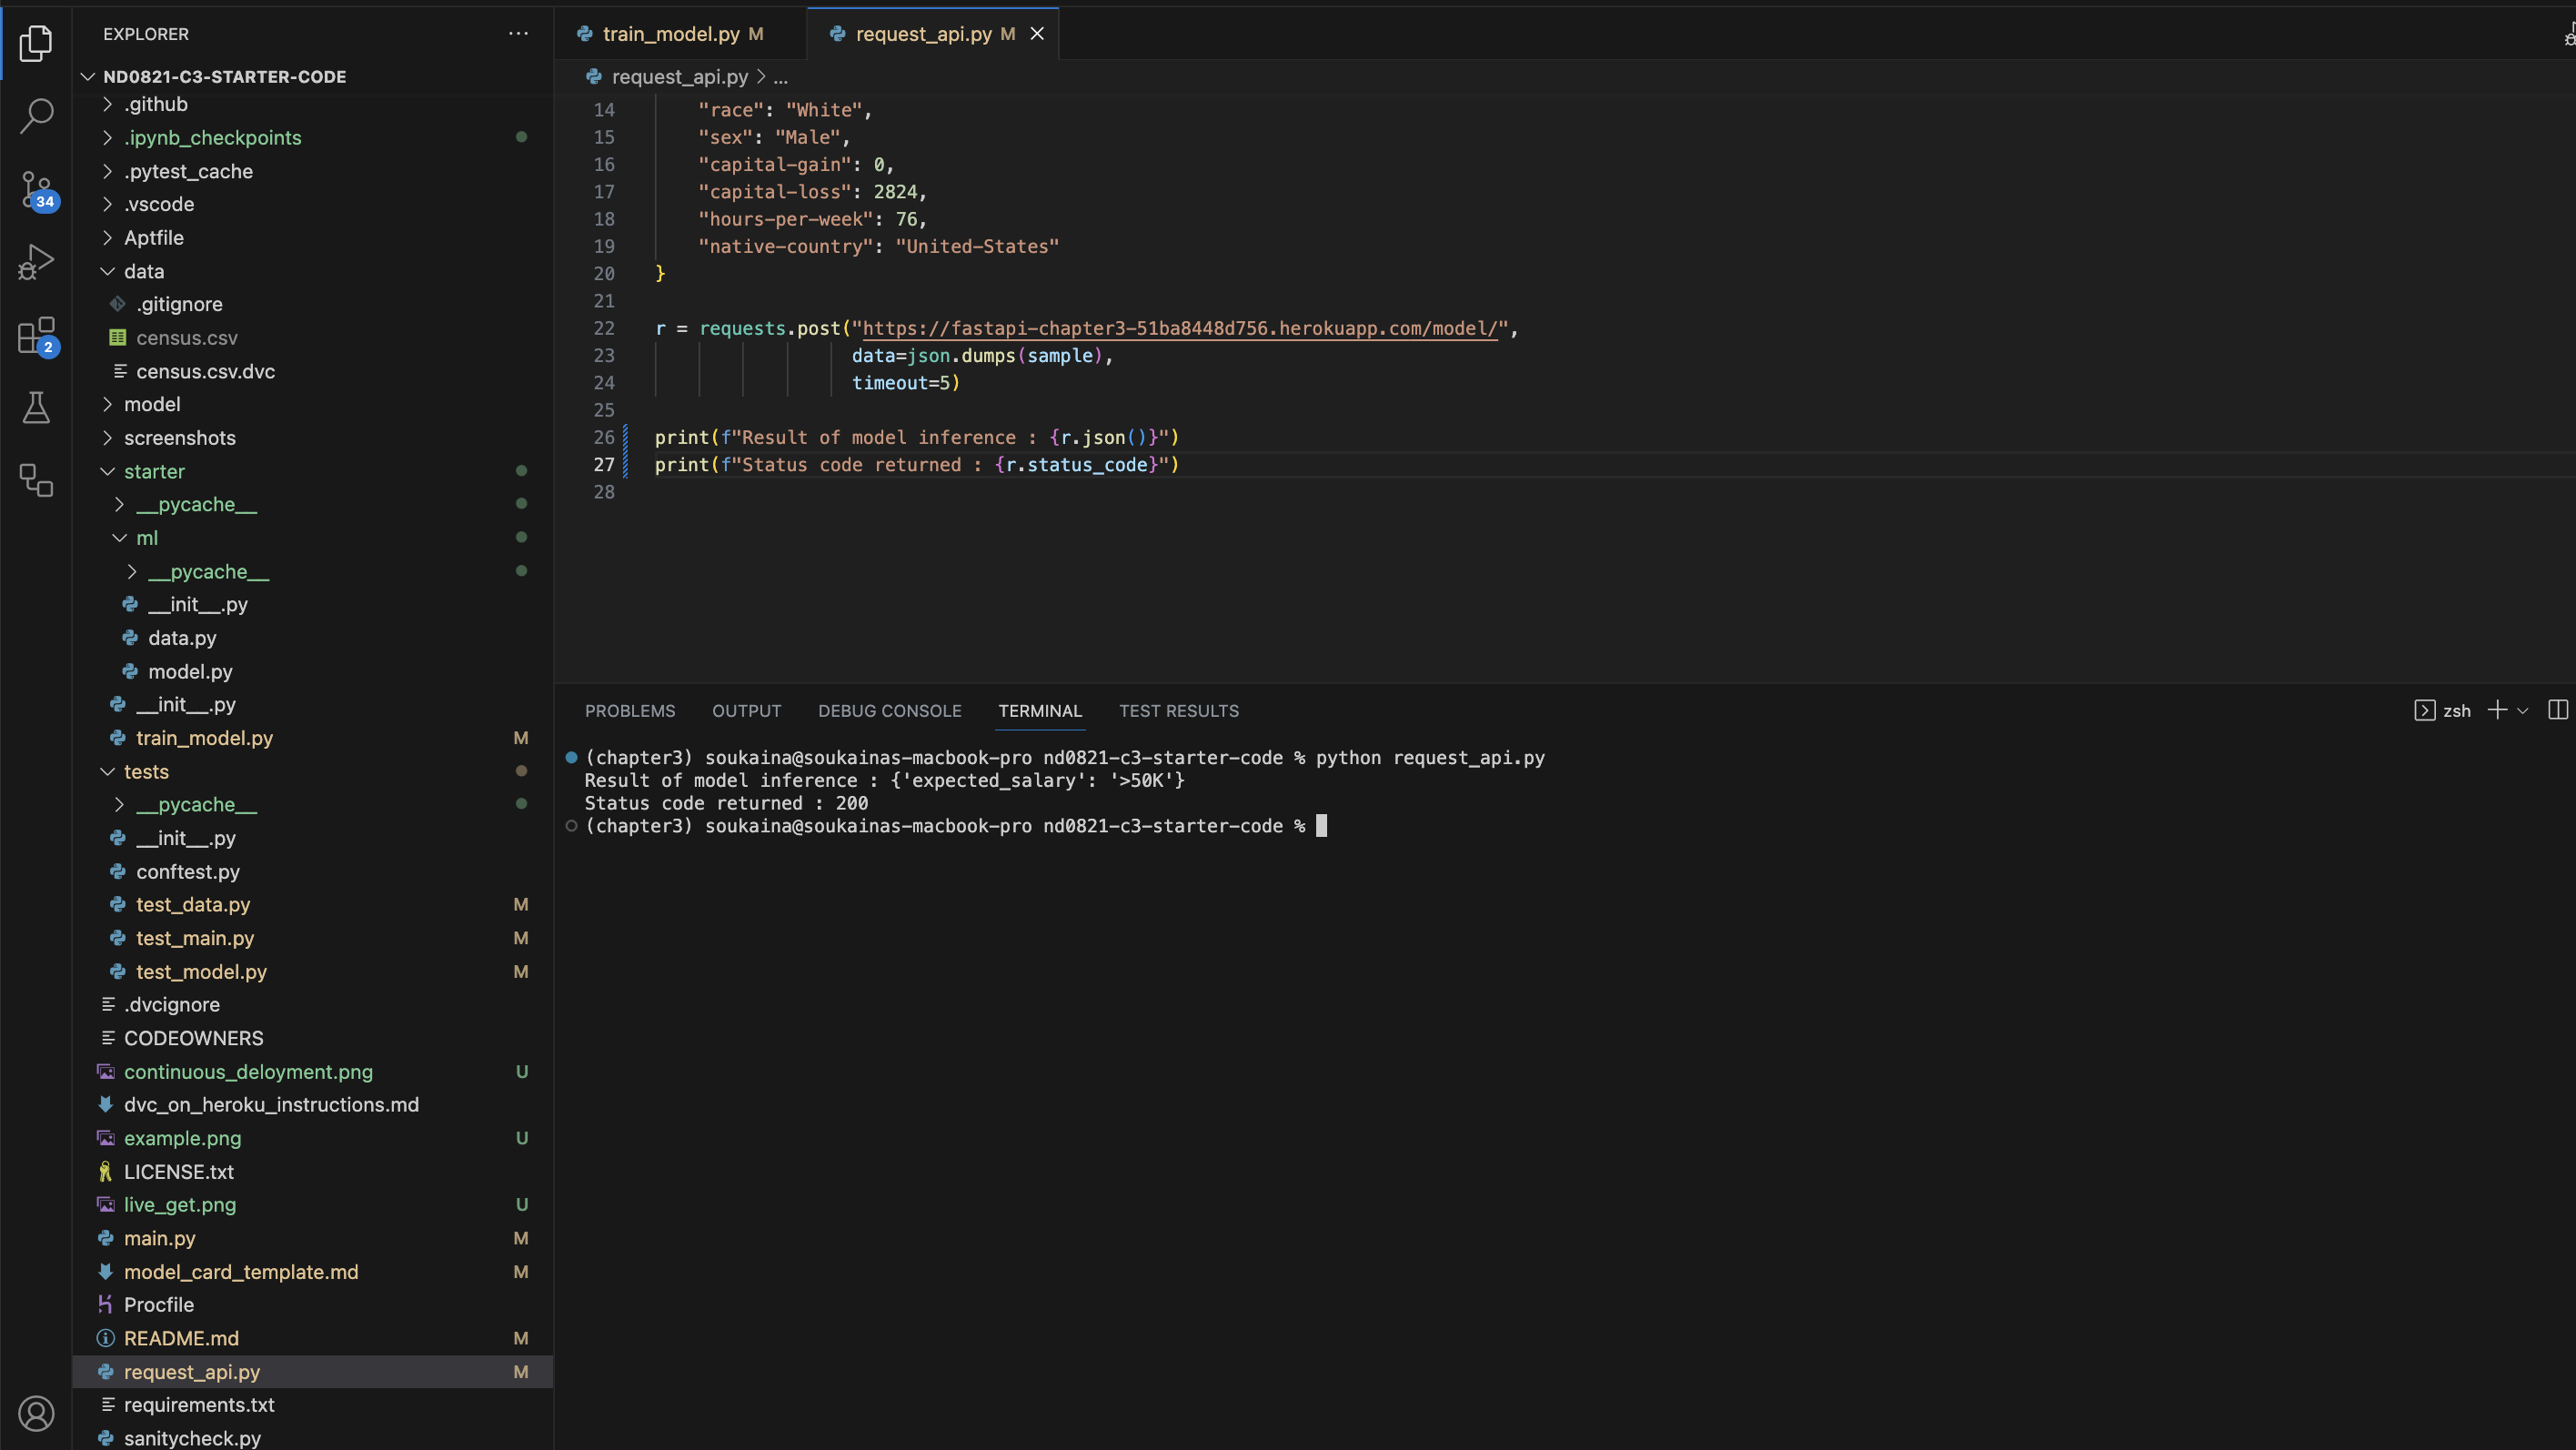 EXPLORER
ND0821-C3-STARTER-CODE
.github
.ipynb_checkpoints
.pytest_cache
.vscode
Aptfile
data
.gitignore
census.csv
census.csv.dvc
model
screenshots
starter
__pycache__
ml
__pycache__
__init__.py
data.py
model.py
__init__.py
train_model.py M
tests
__pycache__
__init__.py
conftest.py
test_data.py M
test_main.py M
test_model.py M
.dvcignore
CODEOWNERS
continuous_deloyment.png U
dvc_on_heroku_instructions.md
example.png U
LICENSE.txt
live_get.png U
main.py M
model_card_template.md M
Procfile
README.md M
request_api.py M
requirements.txt
sanitycheck.py
34
2
train_model.py M
request_api.py M
request_api.py > ...
14 "race": "White",
15 "sex": "Male",
16 "capital-gain": 0,
17 "capital-loss": 2824,
18 "hours-per-week": 76,
19 "native-country": "United-States"
20 }
21
22 r = requests.post("https://fastapi-chapter3-51ba8448d756.herokuapp.com/model/",
23 data=json.dumps(sample),
24 timeout=5)
25
26 print(f"Result of model inference : {r.json()}")
27 print(f"Status code returned : {r.status_code}")
28
PROBLEMS OUTPUT DEBUG CONSOLE TERMINAL TEST RESULTS
zsh
(chapter3) soukaina@soukainas-macbook-pro nd0821-c3-starter-code % python request_api.py
Result of model inference : {'expected_salary': '>50K'}
Status code returned : 200
(chapter3) soukaina@soukainas-macbook-pro nd0821-c3-starter-code %